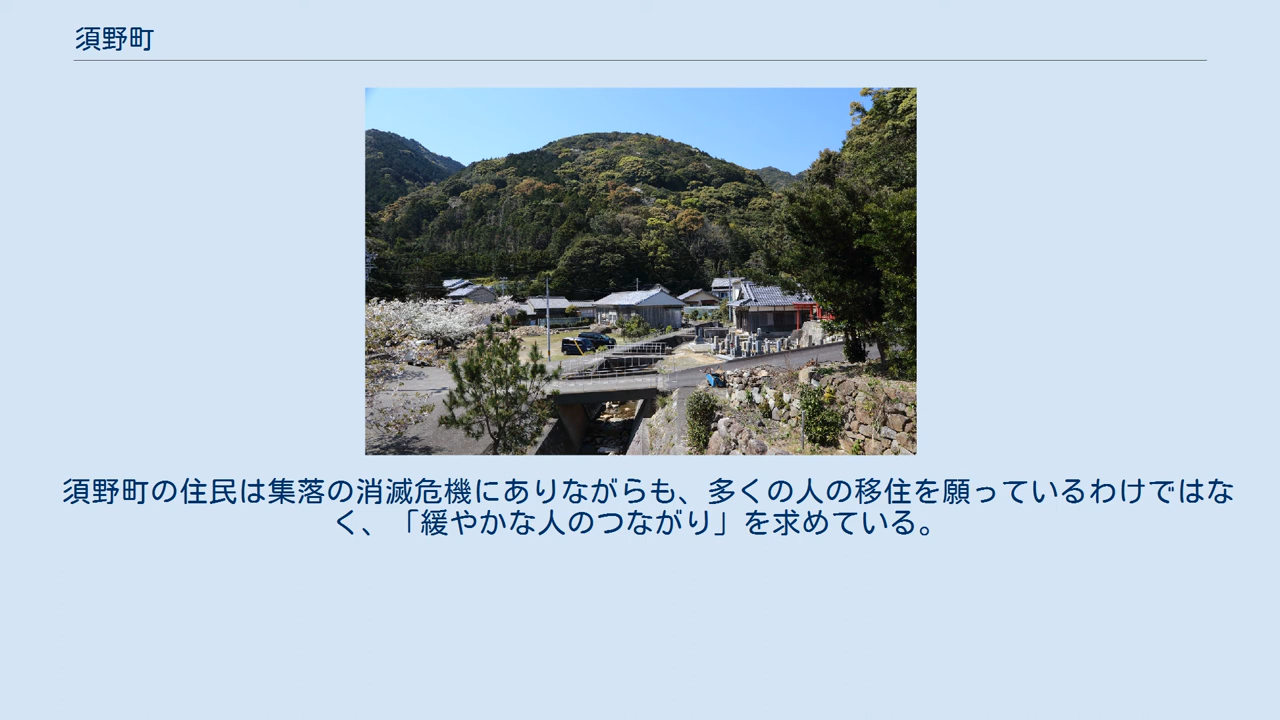 須野町
須野町の住民は集落の消滅危機にありながらも、多くの人の移住を願っているわけではな
く、「緩やかな人のつながり」を求めている。